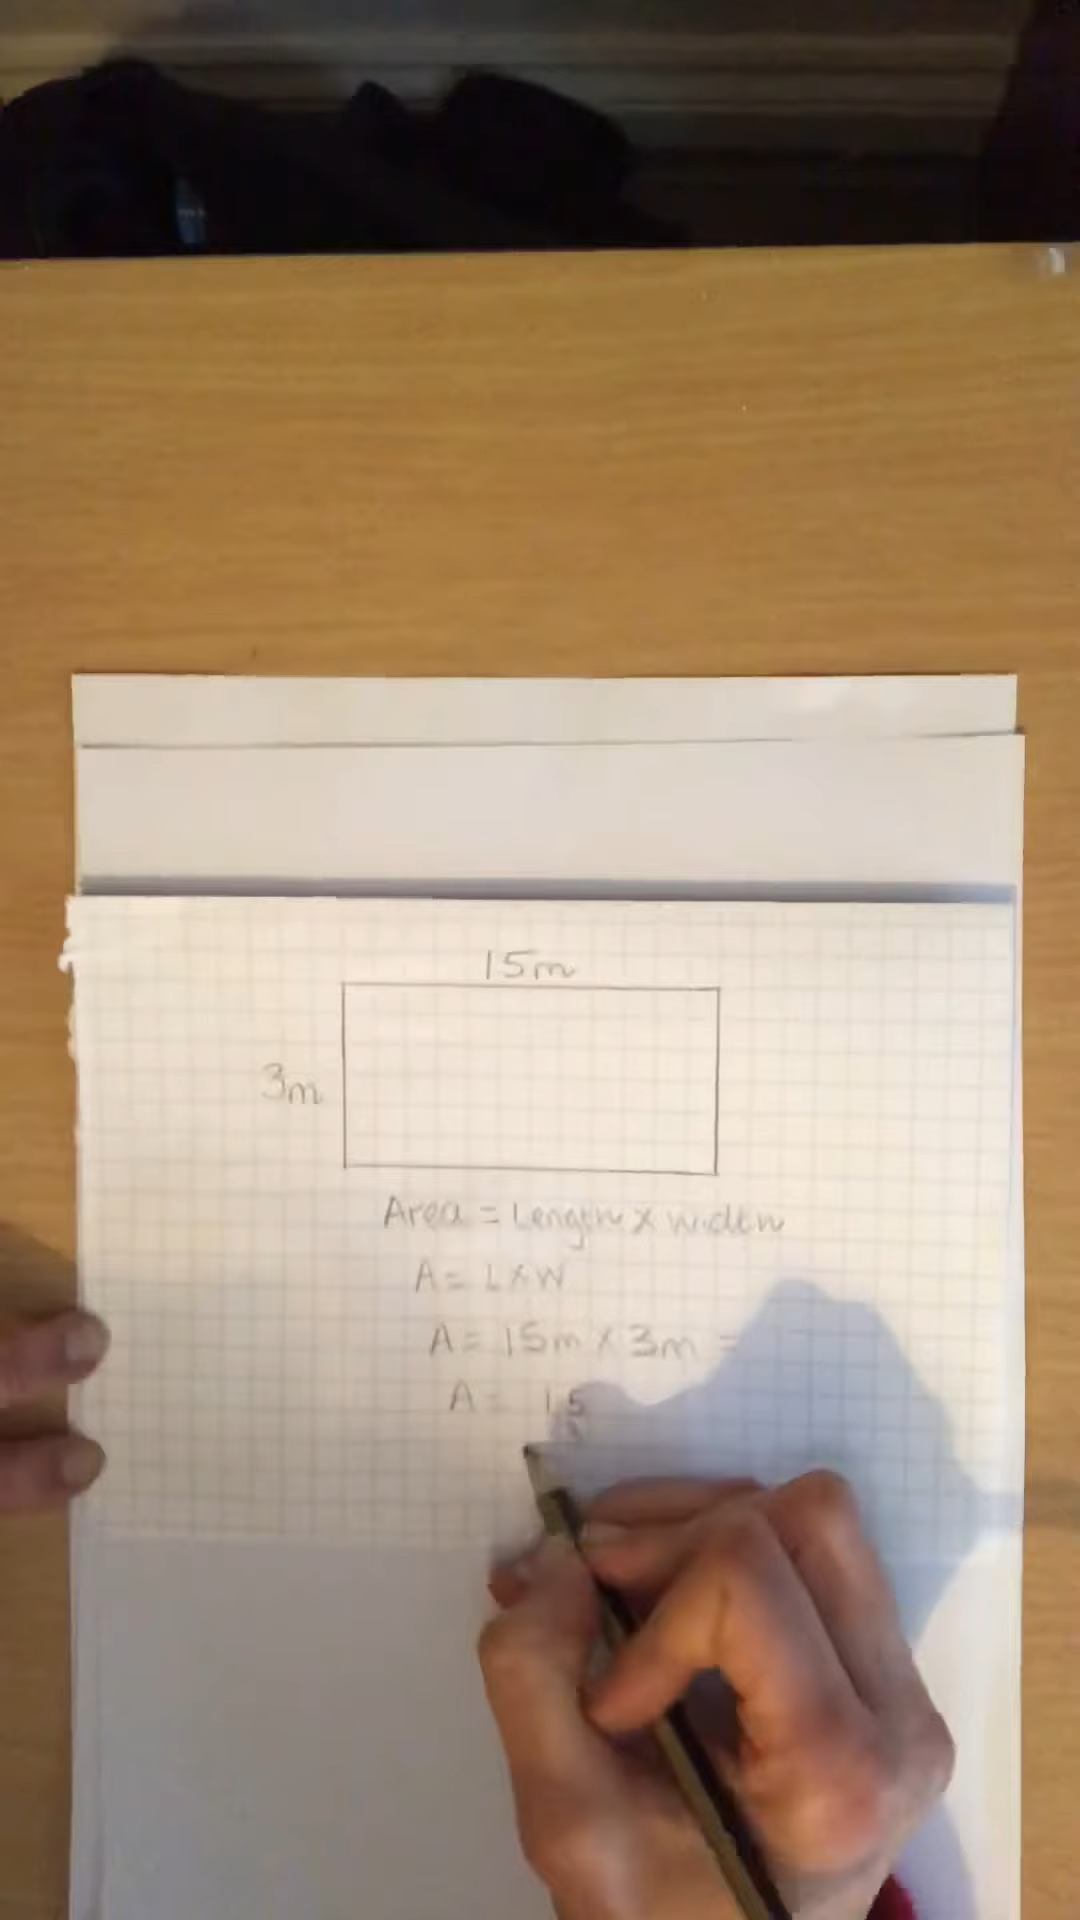 15m
3m
Area = Length x width
A = L x W
A = 15m x 3m =
A = 15